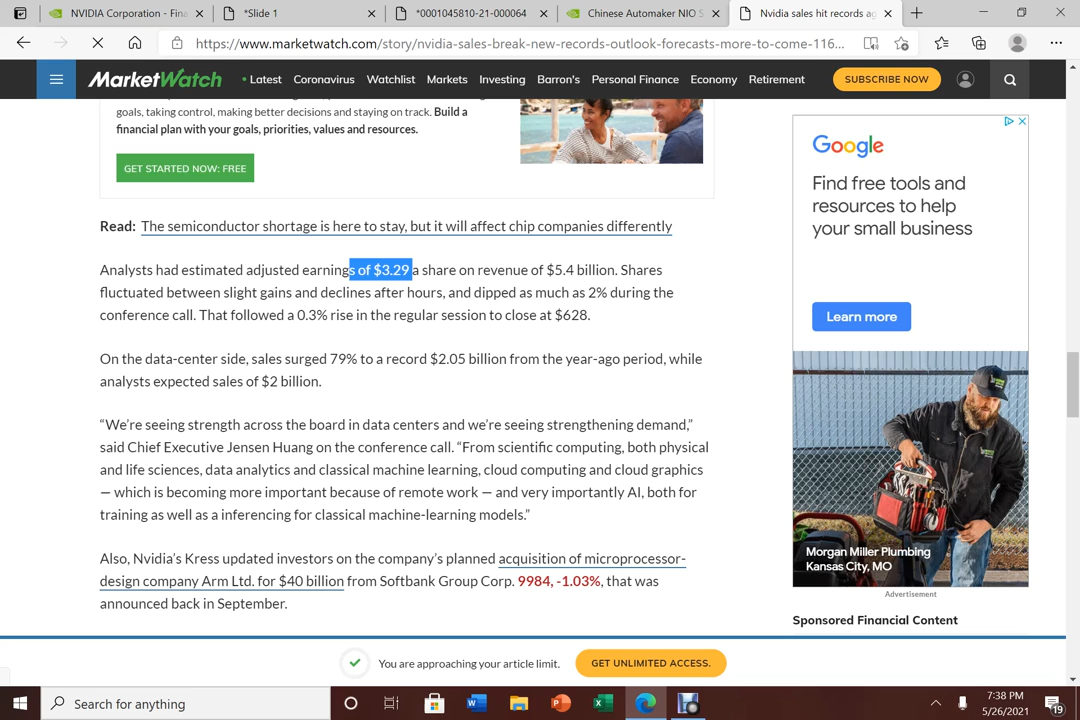 NVIDIA Corporation - Fina
*Slide 1
*0001045810-21-000064
Chinese Automaker NIO S
Nvidia sales hit records ag
https://www.marketwatch.com/story/nvidia-sales-break-new-records-outlook-forecasts-more-to-come-116...
MarketWatch
Latest Coronavirus Watchlist Markets Investing Barron's Personal Finance Economy Retirement
SUBSCRIBE NOW
goals, taking control, making better decisions and staying on track. Build a
financial plan with your goals, priorities, values and resources.
GET STARTED NOW: FREE
Read: The semiconductor shortage is here to stay, but it will affect chip companies differently
Analysts had estimated adjusted earnings of $3.29 a share on revenue of $5.4 billion. Shares
fluctuated between slight gains and declines after hours, and dipped as much as 2% during the
conference call. That followed a 0.3% rise in the regular session to close at $628.
On the data-center side, sales surged 79% to a record $2.05 billion from the year-ago period, while
analysts expected sales of $2 billion.
“We’re seeing strength across the board in data centers and we’re seeing strengthening demand,”
said Chief Executive Jensen Huang on the conference call. “From scientific computing, both physical
and life sciences, data analytics and classical machine learning, cloud computing and cloud graphics
— which is becoming more important because of remote work — and very importantly AI, both for
training as well as a inferencing for classical machine-learning models.”
Also, Nvidia’s Kress updated investors on the company’s planned acquisition of microprocessor-
design company Arm Ltd. for $40 billion from Softbank Group Corp. 9984, -1.03%, that was
announced back in September.
Google
Find free tools and
resources to help
your small business
Learn more
Morgan Miller Plumbing
Kansas City, MO
Advertisement
Sponsored Financial Content
You are approaching your article limit.
GET UNLIMITED ACCESS.
Search for anything
7:38 PM
5/26/2021
19